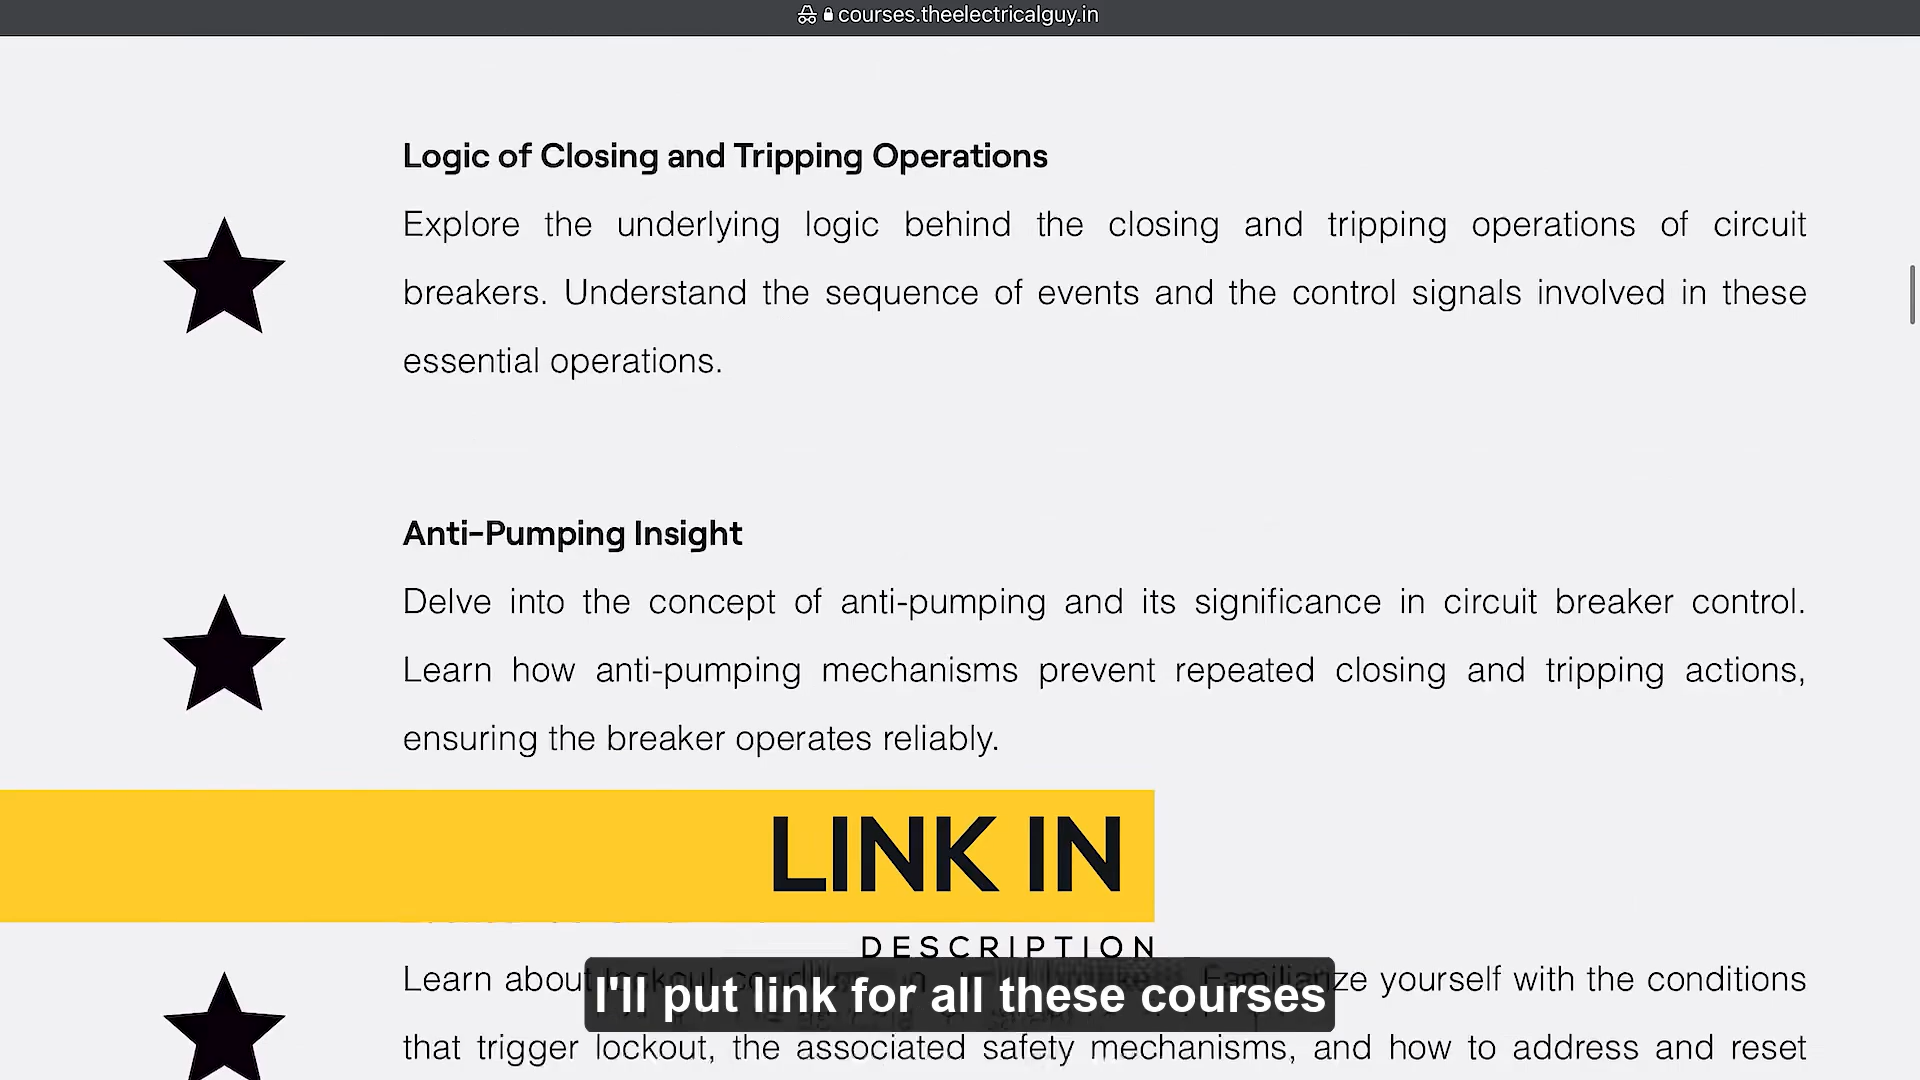 courses.theelectricalguy.in
Logic of Closing and Tripping Operations
Explore the underlying logic behind the closing and tripping operations of circuit
breakers. Understand the sequence of events and the control signals involved in these
essential operations.
Anti-Pumping Insight
Delve into the concept of anti-pumping and its significance in circuit breaker control.
Learn how anti-pumping mechanisms prevent repeated closing and tripping actions,
ensuring the breaker operates reliably.
LINK IN
DESCRIPTION
Learn about yourself with the conditions
I'll put link for all these courses
that trigger lockout, the associated safety mechanisms, and how to address and reset